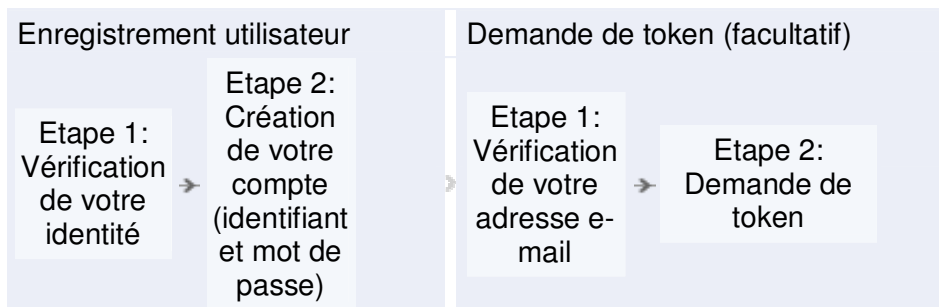 Enregistrement utilisateur
Etape 1:
Vérification
de votre
identité
Etape 2:
Création
de votre
compte
(identifiant
et mot de
passe)
Demande de token (facultatif)
Etape 1:
Vérification
de votre
adresse e-
mail
Etape 2:
Demande de
token